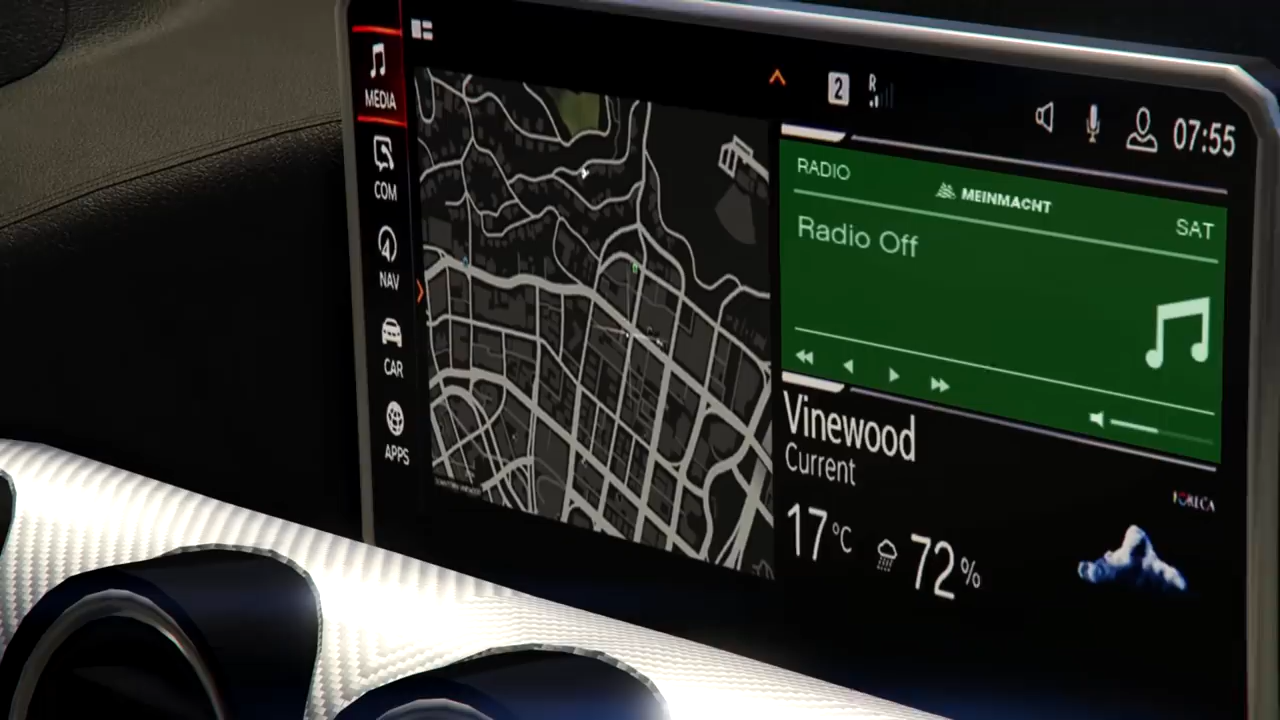 MEDIA
COM
NAV
CAR
APPS
2
R
07:55
RADIO
MEINMACHT
SAT
Radio Off
Vinewood
Current
17°C
72%
FORECA